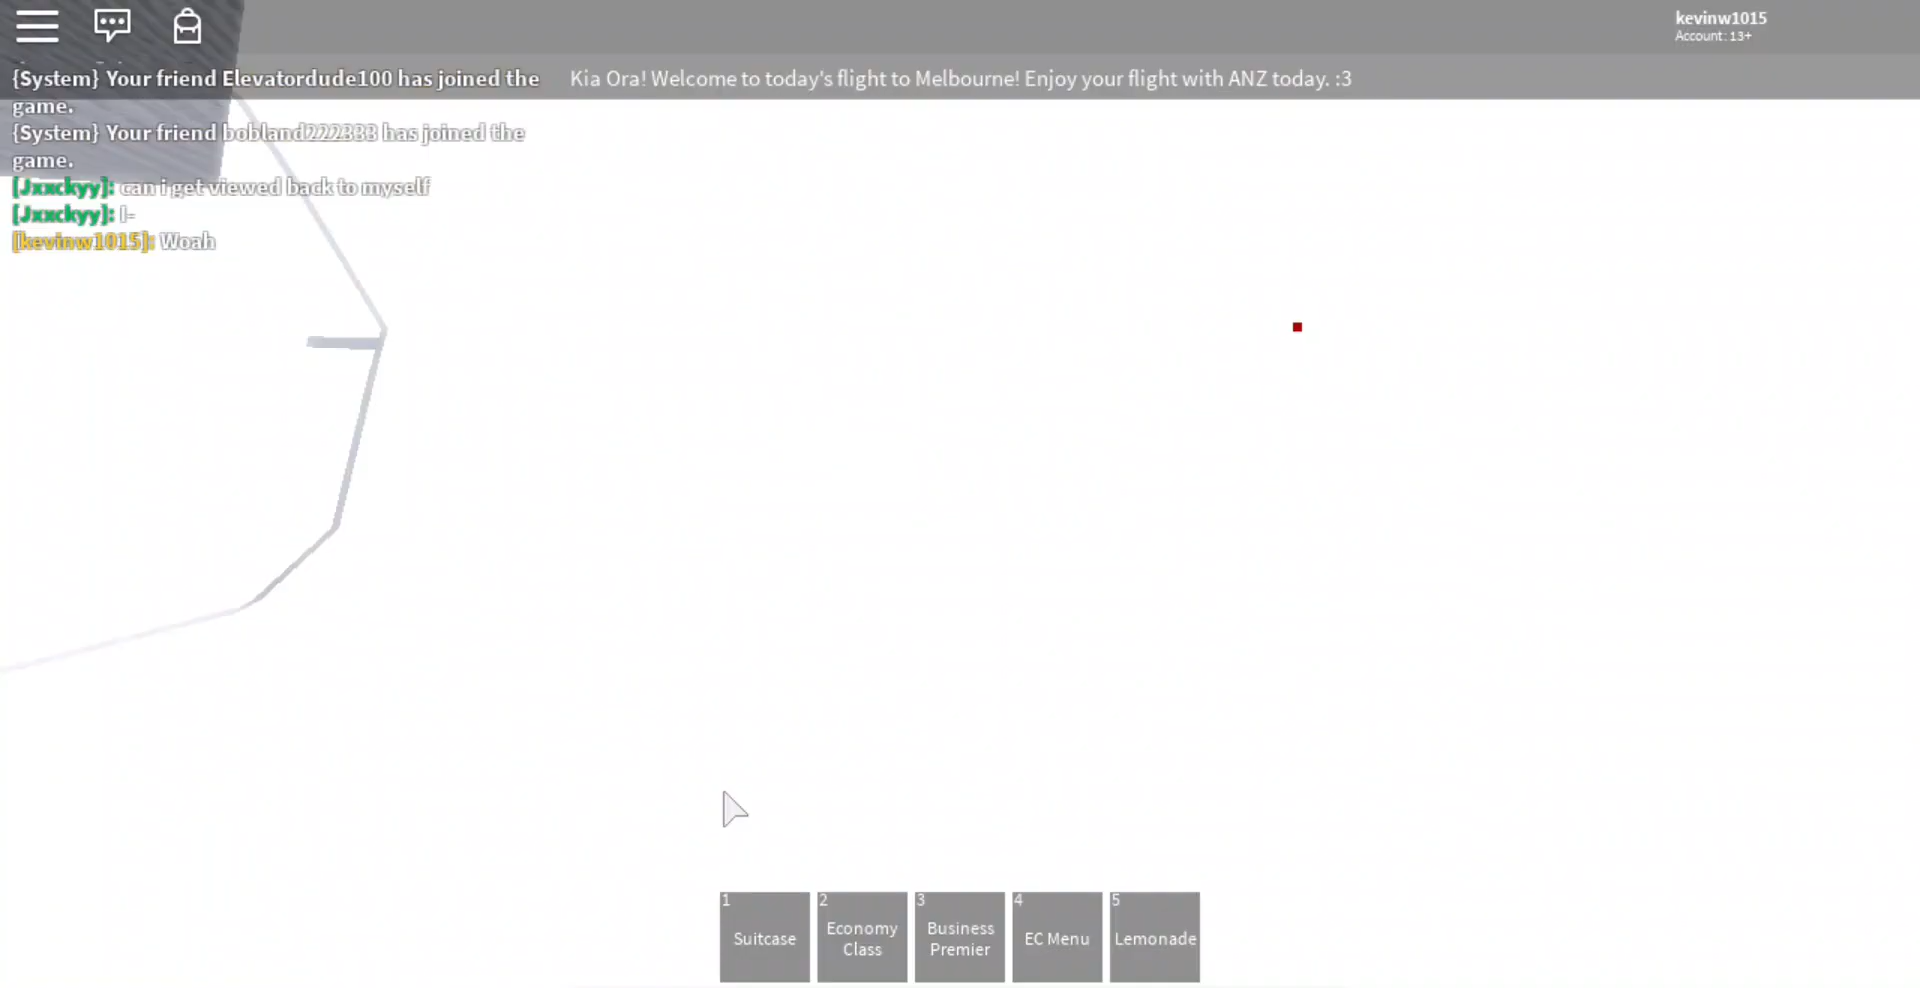 kevinw1015
Account: 13+
{System} Your friend Elevatordude100 has joined the
game.
Kia Ora! Welcome to today's flight to Melbourne! Enjoy your flight with ANZ today. :3
{System} Your friend bobland222333 has joined the
game.
[Jxxckyy]: can i get viewed back to myself
[Jxxckyy]: I-
[kevinw1015]: Woah
1
Suitcase
2
Economy
Class
3
Business
Premier
4
EC Menu
5
Lemonade